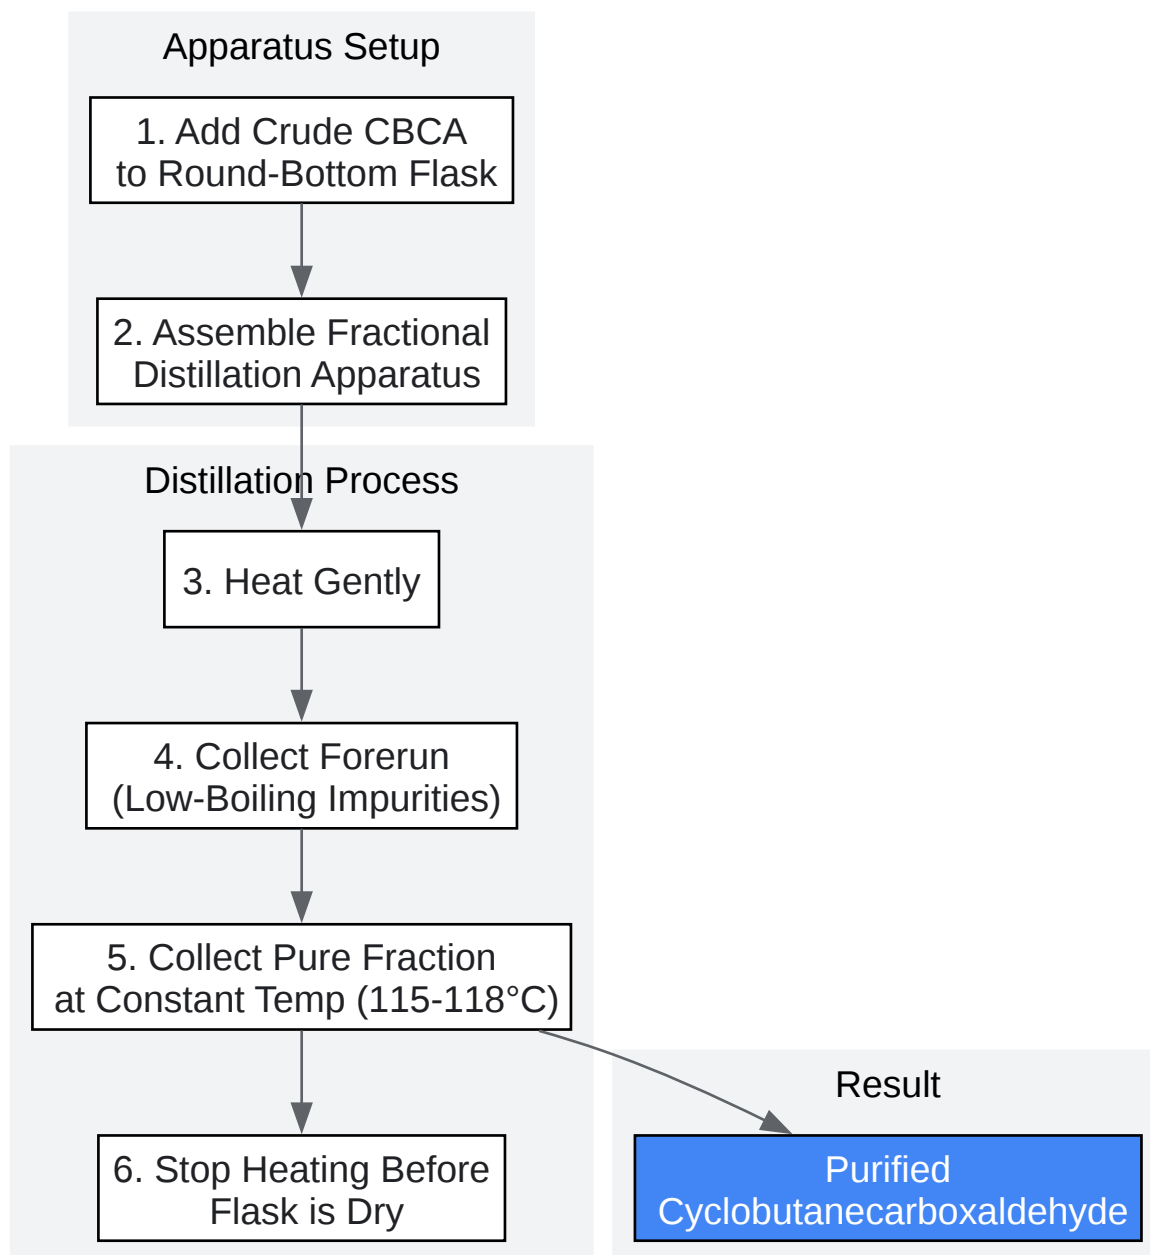 Apparatus Setup
1. Add Crude CBCA
to Round-Bottom Flask
2. Assemble Fractional
Distillation Apparatus
Distillation Process
3. Heat Gently
4. Collect Forerun
(Low-Boiling Impurities)
5. Collect Pure Fraction
at Constant Temp (115-118°C)
Result
6. Stop Heating Before
Flask is Dry
Purified
Cyclobutanecarboxaldehyde